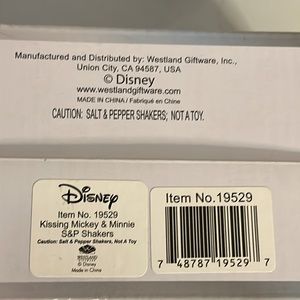 Manufactured and Distributed by: Westland Giftware, Inc.,
Union City, CA 94587, USA
© Disney
www.westlandgiftware.com
MADE IN CHINA / Fabriqué en Chine
CAUTION: SALT & PEPPER SHAKERS; NOT A TOY.
Disney
Item No. 19529
Kissing Mickey & Minnie
S&P Shakers
Caution: Salt & Pepper Shakers, Not A Toy
WESTLAND
© Disney
Made in China
Item No.19529
7 48787 19529 7